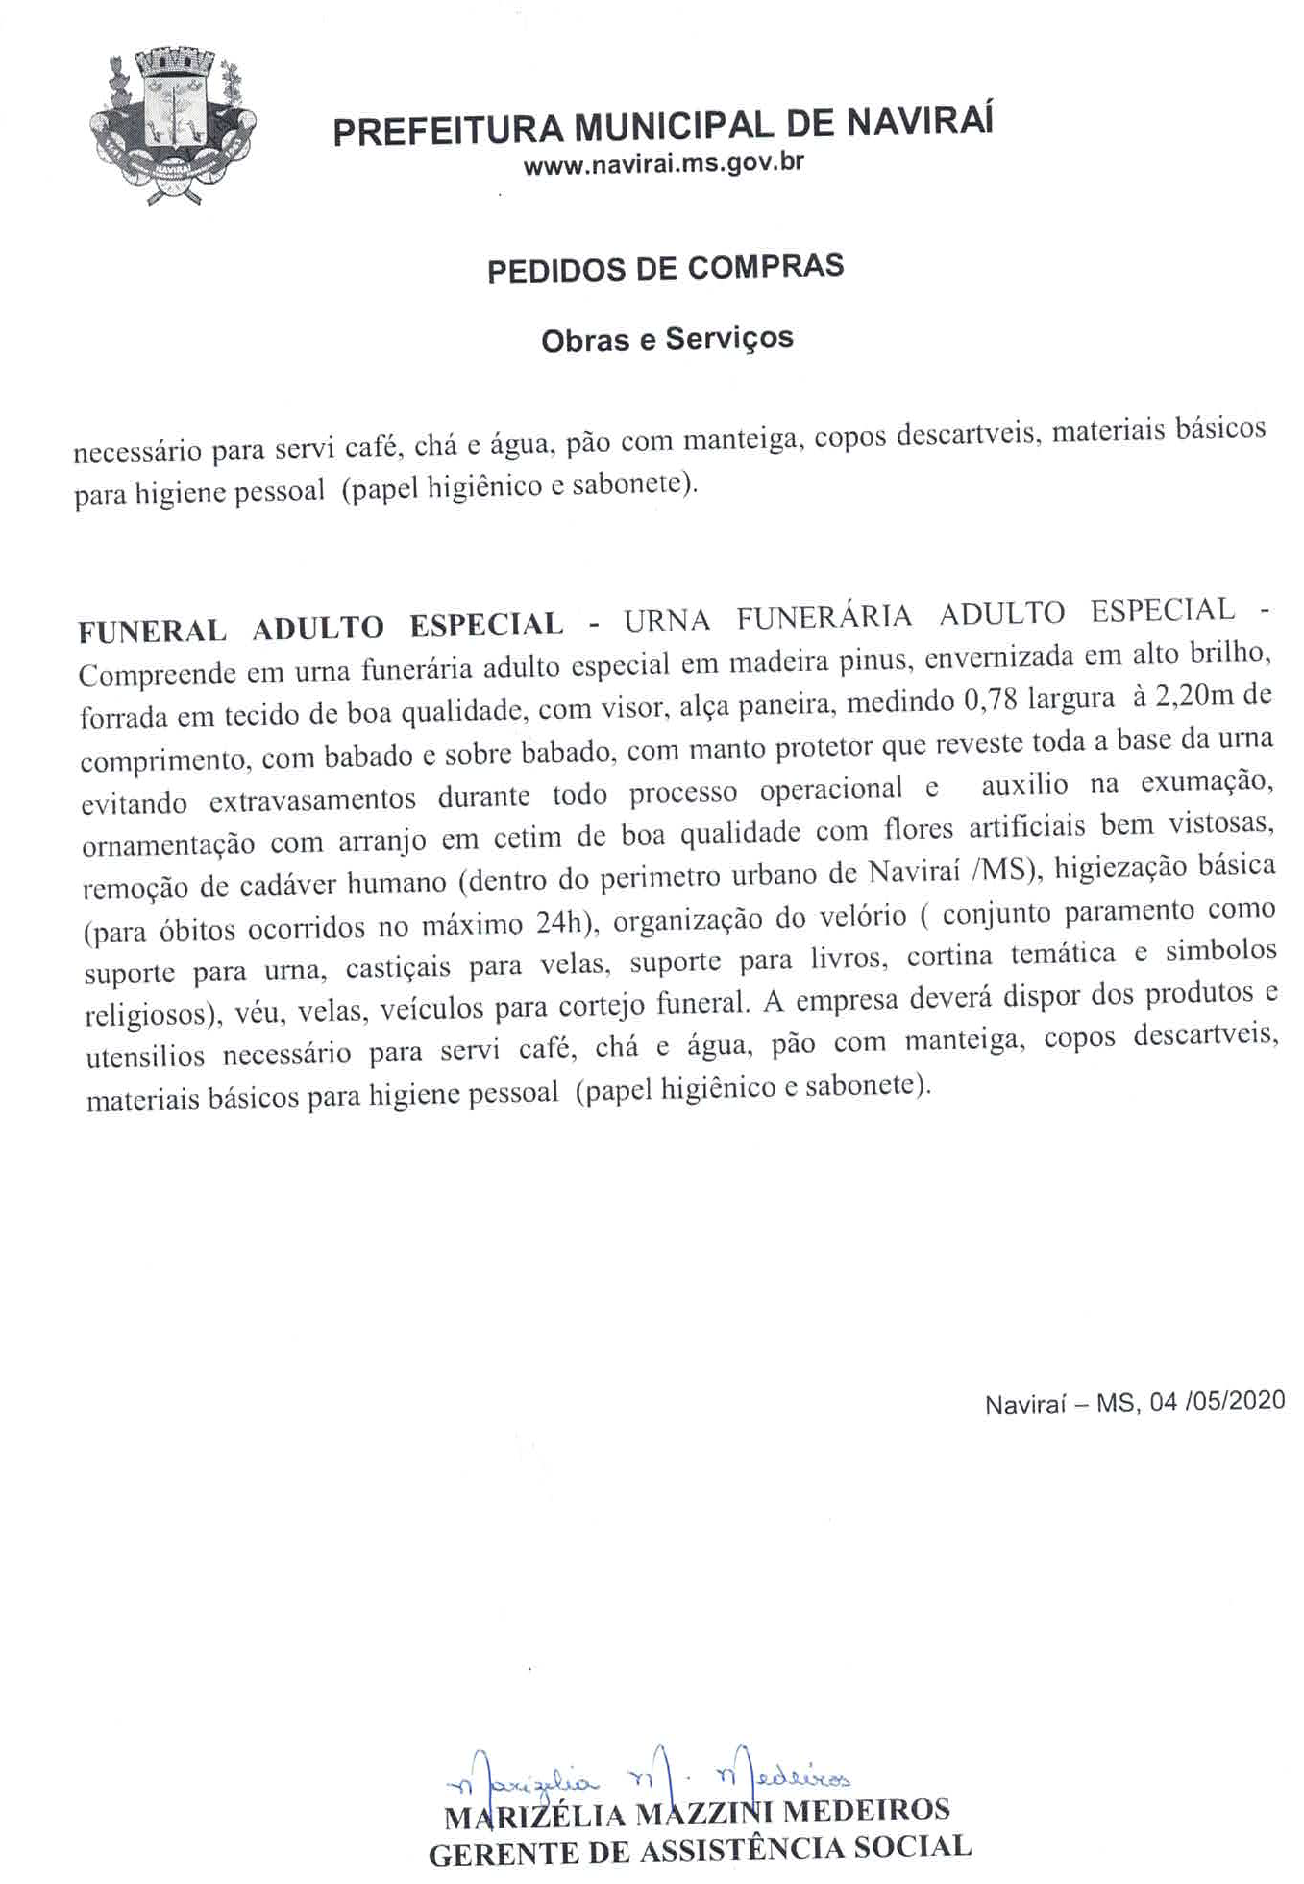 PREFEITURA MUNICIPAL DE NAVIRAÍ
www.navirai.ms.gov.br
NAVIRAÍ
PEDIDOS DE COMPRAS
Obras e Serviços
necessário para servi café, chá e água, pão com manteiga, copos descartveis, materiais básicos
para higiene pessoal (papel higiênico e sabonete).
FUNERAL ADULTO ESPECIAL - URNA FUNERÁRIA ADULTO ESPECIAL -
Compreende em urna funerária adulto especial em madeira pinus, envernizada em alto brilho,
forrada em tecido de boa qualidade, com visor, alça paneira, medindo 0,78 largura à 2,20m de
comprimento, com babado e sobre babado, com manto protetor que reveste toda a base da urna
evitando extravasamentos durante todo processo operacional e auxilio na exumação,
ornamentação com arranjo em cetim de boa qualidade com flores artificiais bem vistosas,
remoção de cadáver humano (dentro do perimetro urbano de Naviraí /MS), higiezação básica
(para óbitos ocorridos no máximo 24h), organização do velório ( conjunto paramento como
suporte para urna, castiçais para velas, suporte para livros, cortina temática e simbolos
religiosos), véu, velas, veículos para cortejo funeral. A empresa deverá dispor dos produtos e
utensilios necessário para servi café, chá e água, pão com manteiga, copos descartveis,
materiais básicos para higiene pessoal (papel higiênico e sabonete).
Naviraí – MS, 04 /05/2020
Marizelia M. Medeiros
MARIZÉLIA MAZZINI MEDEIROS
GERENTE DE ASSISTÊNCIA SOCIAL